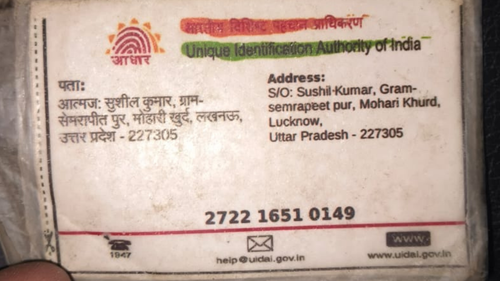 भारतीय विशिष्ट पहचान प्राधिकरण
Unique Identification Authority of India
आधार
पता:
आत्मज: सुशील कुमार, ग्राम-
सेमरापीत पुर, मोहारी खुर्द, लखनऊ,
उत्तर प्रदेश - 227305
Address:
S/O: Sushil Kumar, Gram-
semrapeet pur, Mohari Khurd,
Lucknow,
Uttar Pradesh - 227305
2722 1651 0149
1947
help@uidai.gov.in
www
www.uidai.gov.in